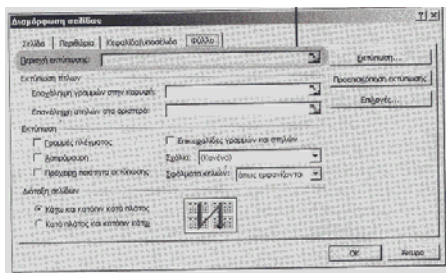 Διαμόρφωση σελίδας
Σελίδα Περιθώρια Κεφαλίδα/υποσέλιδο Φύλλο
Περιοχή εκτύπωσης: Εκτύπωση...
Εκτύπωση τίτλων Προεπισκόπηση εκτύπωσης
Επανάληψη γραμμών στην κορυφή: Επιλογές...
Επανάληψη στηλών στα αριστερά:
Εκτύπωση
Γραμμές πλέγματος Επικεφαλίδες γραμμών και στηλών
Ασπρόμαυρη Σχόλια: (Κανένα)
Πρόχειρη ποιότητα εκτύπωσης Σφάλματα κελιών: όπως εμφανίζονται
Διάταξη σελίδων
Κάτω και κατόπιν κατά πλάτος
Κατά πλάτος και κατόπιν κάτω
OK Άκυρο